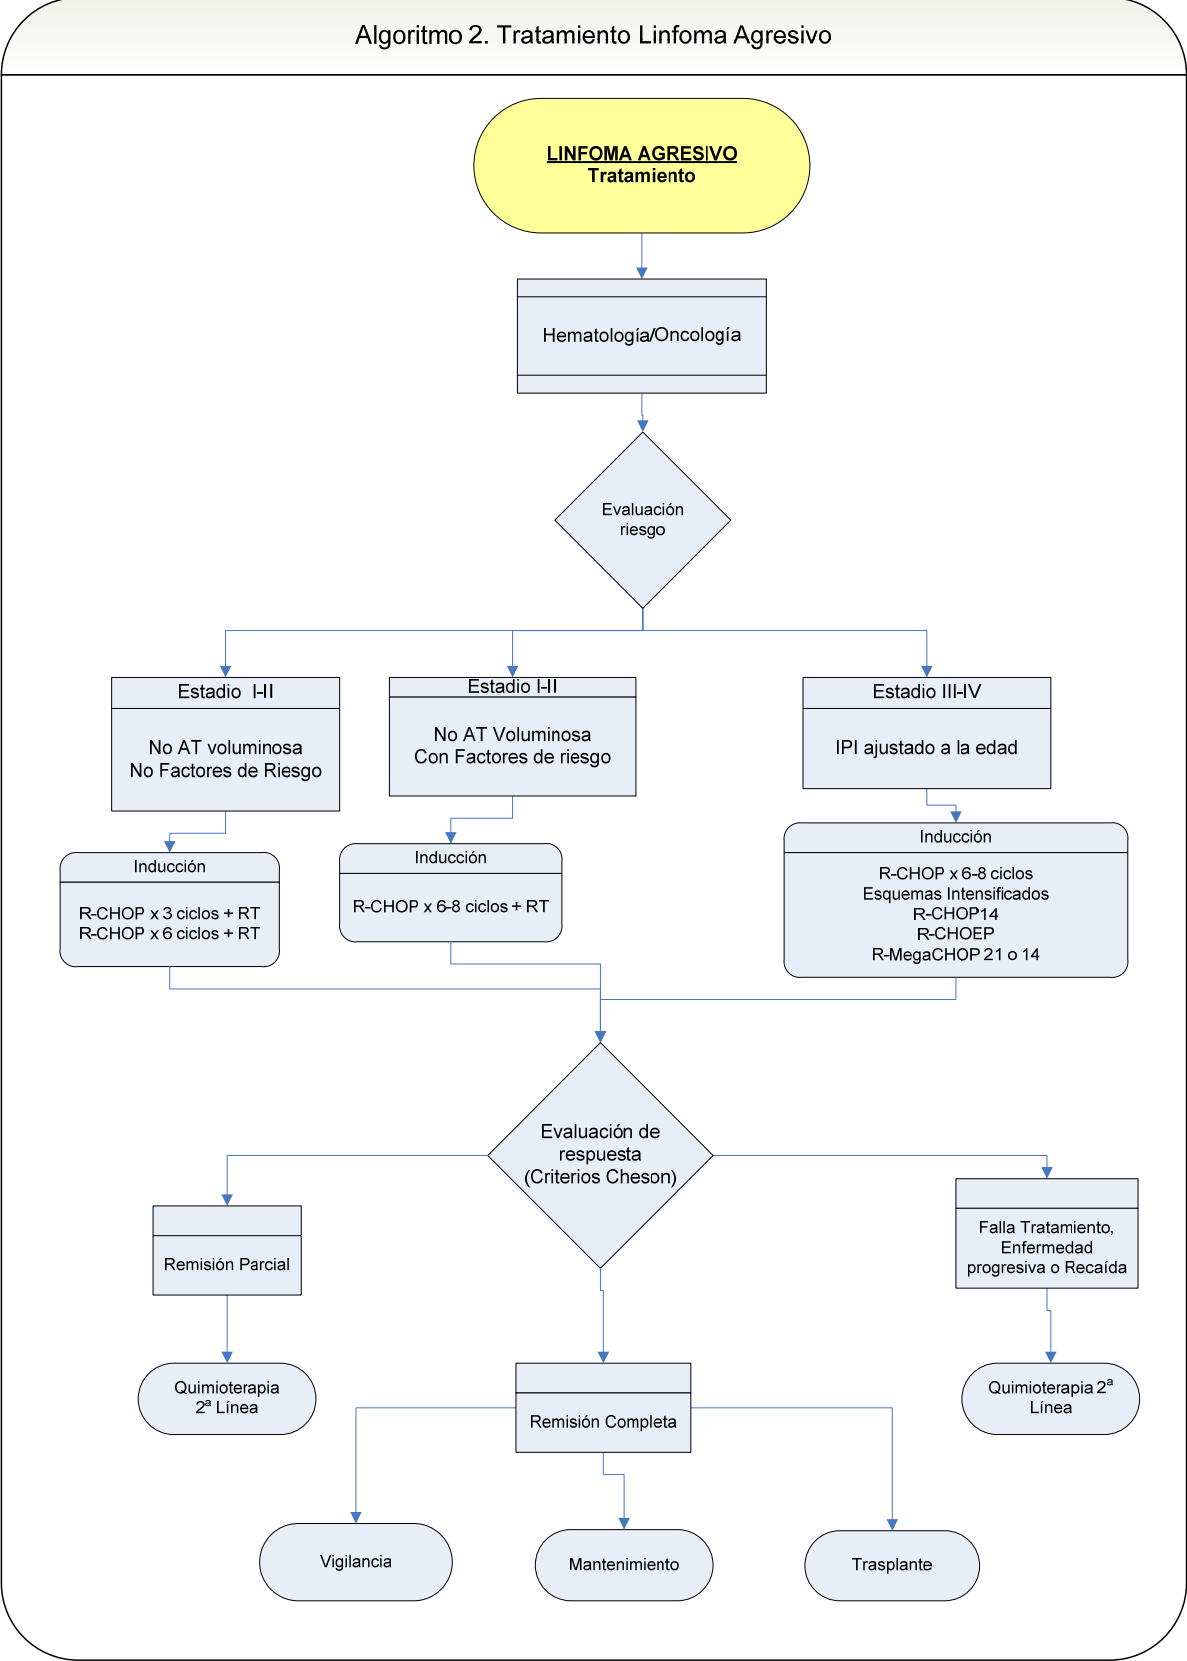 Algoritmo 2. Tratamiento Linfoma Agresivo
LINFOMA AGRESIVO
Tratamiento
Hematología/Oncología
Evaluación
riesgo
Estadio I-II
No AT voluminosa
No Factores de Riesgo
Estadio I-II
No AT Voluminosa
Con Factores de riesgo
Estadio III-IV
IPI ajustado a la edad
Inducción
R-CHOP x 3 ciclos + RT
R-CHOP x 6 ciclos + RT
Inducción
R-CHOP x 6-8 ciclos + RT
Inducción
R-CHOP x 6-8 ciclos
Esquemas Intensificados
R-CHOP14
R-CHOEP
R-MegaCHOP 21 o 14
Evaluación de
respuesta
(Criterios Cheson)
Remisión Parcial
Falla Tratamiento,
Enfermedad
progresiva o Recaída
Quimioterapia
2ª Línea
Remisión Completa
Quimioterapia 2ª
Línea
Vigilancia
Mantenimiento
Trasplante